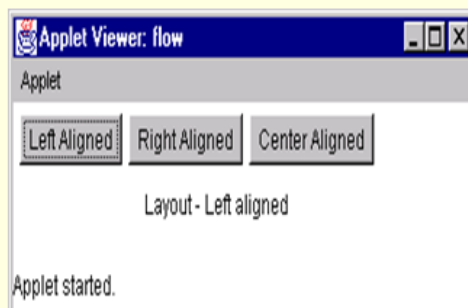 Applet Viewer: flow
Applet
Left Aligned Right Aligned Center Aligned
Layout - Left aligned
Applet started.